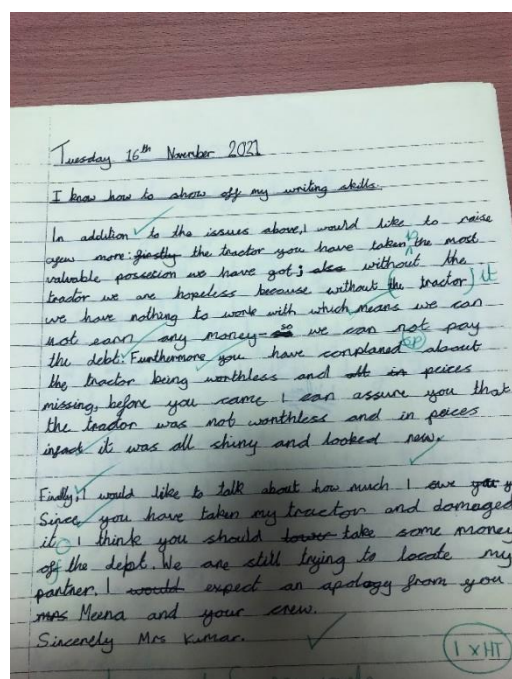 Tuesday 16th November 2021
I know how to show off my writing skills.
In addition to the issues above, I would like to raise
a few more: firstly the tractor you have taken is the most
valuable possesion we have got; also without the
tractor we are hopeless because without the tractor it
we have nothing to work with which means we can
not earn any money - so we can not pay
the debt. Furthermore you have conplaned sp abaout
the tractor being worthless and all in peices
missing, before you came I can assure you that
the tractor was not worthless and in peices
infact it was all shiny and looked new.
Finally, I would like to talk about how much I owe you
Since, you have taken my tractor and damaged
it I think you should lower take some money
off the dept. We are still trying to locate my
partner. I would expect an apology from you
mrs Meena and your crew.
Sincerely Mrs Kumar.
1 x HT